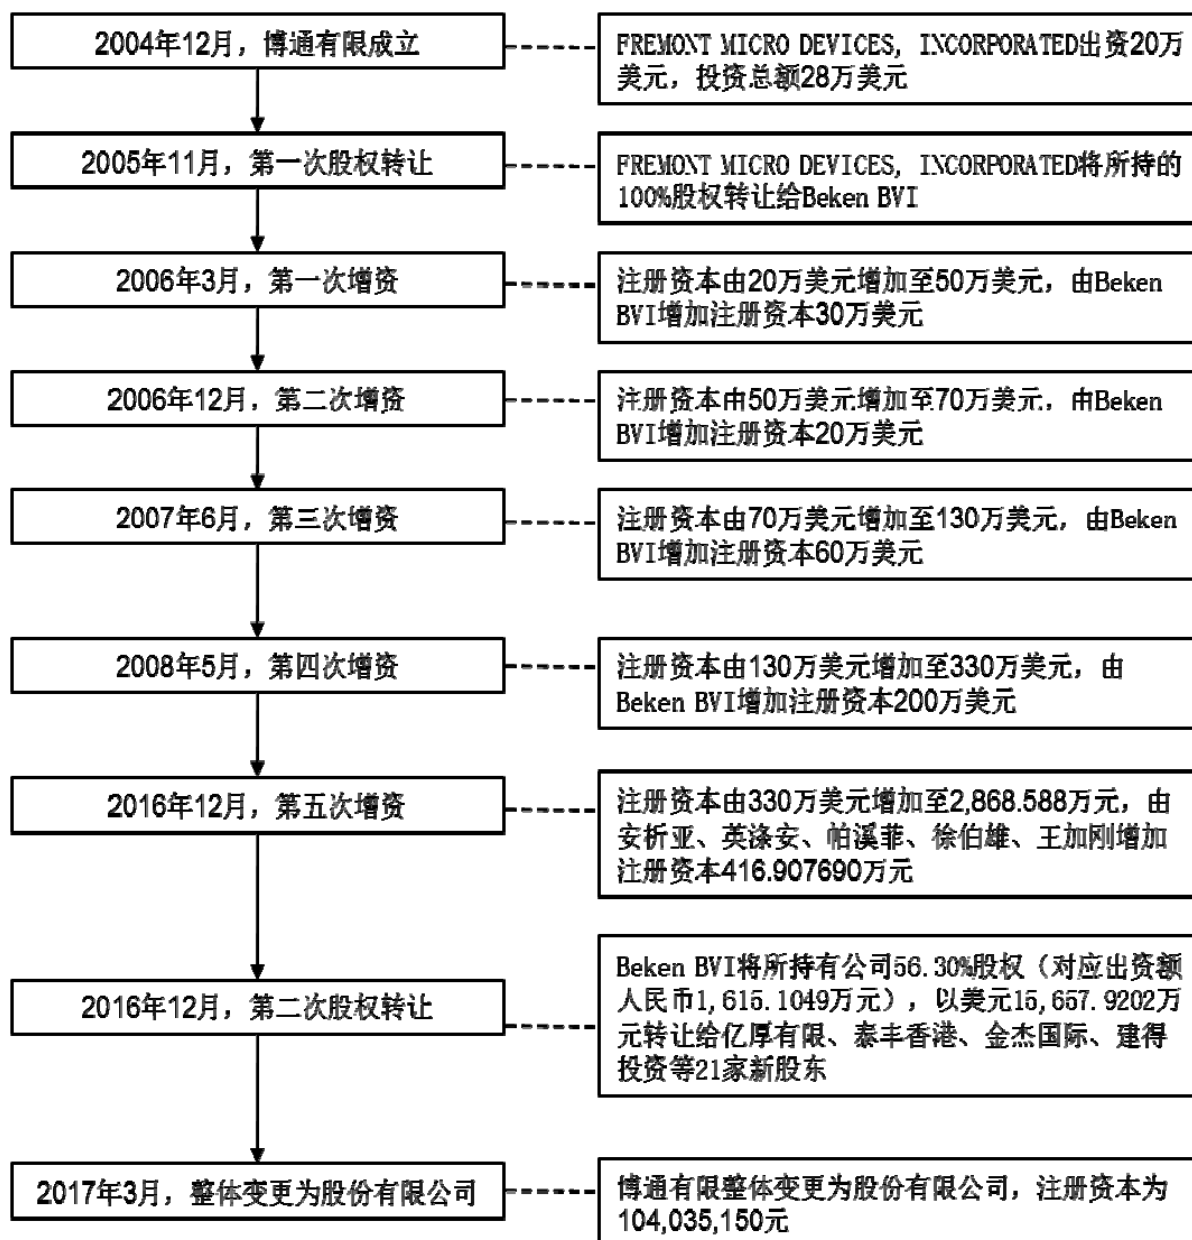 2004年12月，博通有限成立
FREMONT MICRO DEVICES, INCORPORATED出资20万
美元，投资总额28万美元
2005年11月，第一次股权转让
FREMONT MICRO DEVICES, INCORPORATED将所持的
100%股权转让给Beken BVI
2006年3月，第一次增资
注册资本由20万美元增加至50万美元，由Beken
BVI增加注册资本30万美元
2006年12月，第二次增资
注册资本由50万美元增加至70万美元，由Beken
BVI增加注册资本20万美元
2007年6月，第三次增资
注册资本由70万美元增加至130万美元，由Beken
BVI增加注册资本60万美元
2008年5月，第四次增资
注册资本由130万美元增加至330万美元，由
Beken BVI增加注册资本200万美元
2016年12月，第五次增资
注册资本由330万美元增加至2,868.588万元，由
安析亚、英涤安、帕溪菲、徐伯雄、王加刚增加
注册资本416.907690万元
2016年12月，第二次股权转让
Beken BVI将所持有公司56.30%股权（对应出资额
人民币1,615.1049万元），以美元15,657.9202万
元转让给亿厚有限、泰丰香港、金杰国际、建得
投资等21家新股东
2017年3月，整体变更为股份有限公司
博通有限整体变更为股份有限公司，注册资本为
104,035,150元